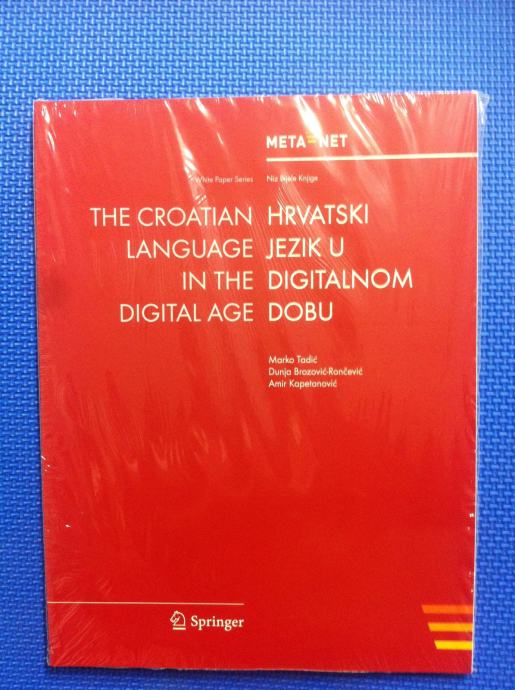 META=NET
White Paper Series
Niz Bijele Knjige
THE CROATIAN
LANGUAGE
IN THE
DIGITAL AGE
HRVATSKI
JEZIK U
DIGITALNOM
DOBU
Marko Tadić
Dunja Brozović-Rončević
Amir Kapetanović
Springer